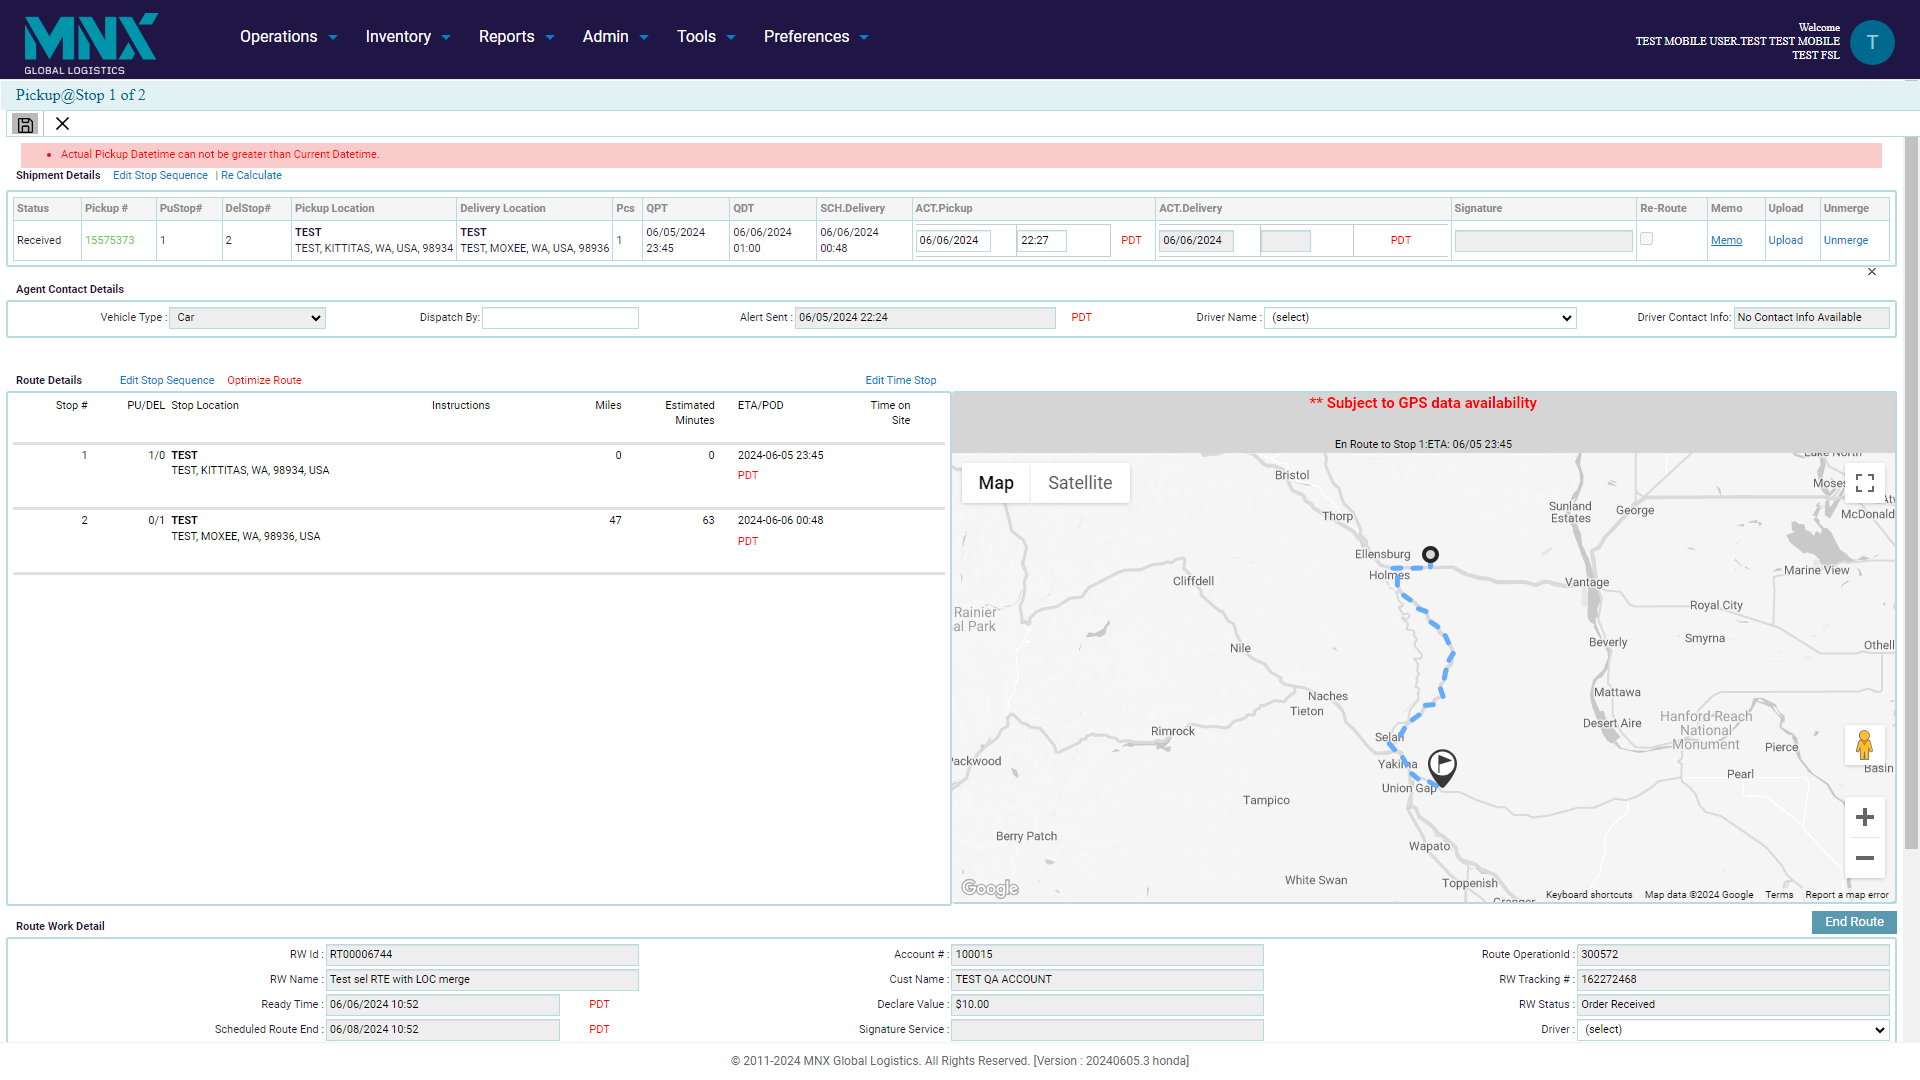 MNX
GLOBAL LOGISTICS
Operations Inventory Reports Admin Tools Preferences
Welcome
TEST MOBILE USER.TEST TEST MOBILE
TEST FSL
T
Pickup@Stop 1 of 2
Actual Pickup Datetime can not be greater than Current Datetime.
Shipment Details Edit Stop Sequence | Re Calculate
Status Pickup # PuStop# DelStop# Pickup Location Delivery Location Pcs QPT QDT SCH.Delivery ACT.Pickup ACT.Delivery Signature Re-Route Memo Upload Unmerge
Received 15575373 1 2 TEST TEST, KITTITAS, WA, USA, 98934 TEST TEST, MOXEE, WA, USA, 98936 1 06/05/2024 23:45 06/06/2024 01:00 06/06/2024 00:48 06/06/2024 22:27 PDT 06/06/2024 PDT Memo Upload Unmerge
Agent Contact Details
Vehicle Type : Car Dispatch By: Alert Sent : 06/05/2024 22:24 PDT Driver Name : (select) Driver Contact Info: No Contact Info Available
Route Details Edit Stop Sequence Optimize Route Edit Time Stop
Stop # PU/DEL Stop Location Instructions Miles Estimated Minutes ETA/POD Time on Site
1 1/0 TEST 0 0 2024-06-05 23:45
TEST, KITTITAS, WA, 98934, USA
PDT
2 0/1 TEST 47 63 2024-06-06 00:48
TEST, MOXEE, WA, 98936, USA
PDT
** Subject to GPS data availability
En Route to Stop 1:ETA: 06/05 23:45
Map Satellite
Lake North
Bristol
Moses
Sunland Estates
George
Thorp
McDonald
Ellensburg
Holmes
Cliffdell
Vantage
Marine View
Rainier
al Park
Royal City
Smyrna
Beverly
Othell
Nile
Naches
Mattawa
Tieton
Desert Aire
Hanford-Reach National Monument
Rimrock
Selah
Pierce
Packwood
Yakima
Basin
Pearl
Union Gap
Tampico
Berry Patch
Wapato
White Swan
Toppenish
Granger
Google
Keyboard shortcuts Map data ©2024 Google Terms Report a map error
Route Work Detail End Route
RW Id : RT00006744 Account # : 100015 Route OperationId : 300572
RW Name : Test sel RTE with LOC merge Cust Name : TEST QA ACCOUNT RW Tracking # : 162272468
Ready Time : 06/06/2024 10:52 PDT Declare Value : $10.00 RW Status : Order Received
Scheduled Route End : 06/08/2024 10:52 PDT Signature Service : Driver : (select)
© 2011-2024 MNX Global Logistics. All Rights Reserved. [Version : 20240605.3 honda]